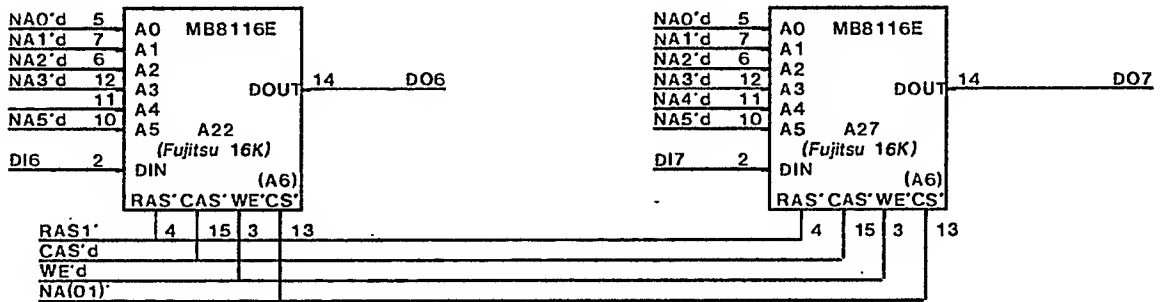 NA0'd 5 A0 MB8116E
NA1'd 7 A1
NA2'd 6 A2
NA3'd 12 A3 DOUT 14 DO6
11 A4
NA5'd 10 A5 A22
(Fujitsu 16K)
DI6 2 DIN
(A6)
RAS' CAS' WE' CS'
4 15 3 13
NA0'd 5 A0 MB8116E
NA1'd 7 A1
NA2'd 6 A2
NA3'd 12 A3 DOUT 14 DO7
NA4'd 11 A4
NA5'd 10 A5 A27
(Fujitsu 16K)
DI7 2 DIN
(A6)
RAS' CAS' WE' CS'
4 15 3 13
RAS1'
CAS'd
WE'd
NA(01)'